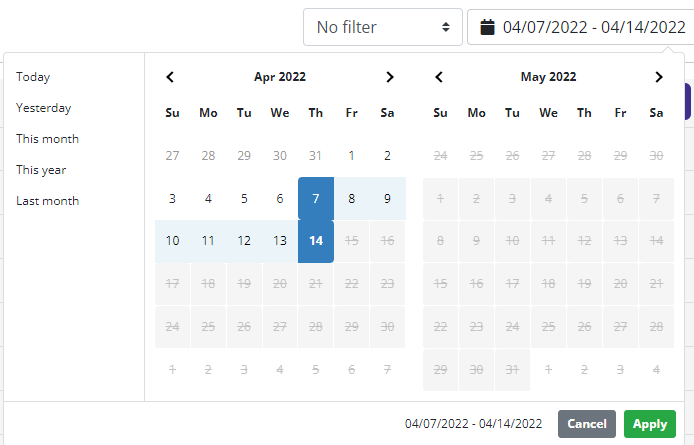 No filter 04/07/2022 - 04/14/2022
Today
Yesterday
This month
This year
Last month
Apr 2022
Su Mo Tu We Th Fr Sa
27 28 29 30 31 1 2
3 4 5 6 7 8 9
10 11 12 13 14 15 16
17 18 19 20 21 22 23
24 25 26 27 28 29 30
1 2 3 4 5 6 7
May 2022
Su Mo Tu We Th Fr Sa
24 25 26 27 28 29 30
1 2 3 4 5 6 7
8 9 10 11 12 13 14
15 16 17 18 19 20 21
22 23 24 25 26 27 28
29 30 31 1 2 3 4
04/07/2022 - 04/14/2022 Cancel Apply